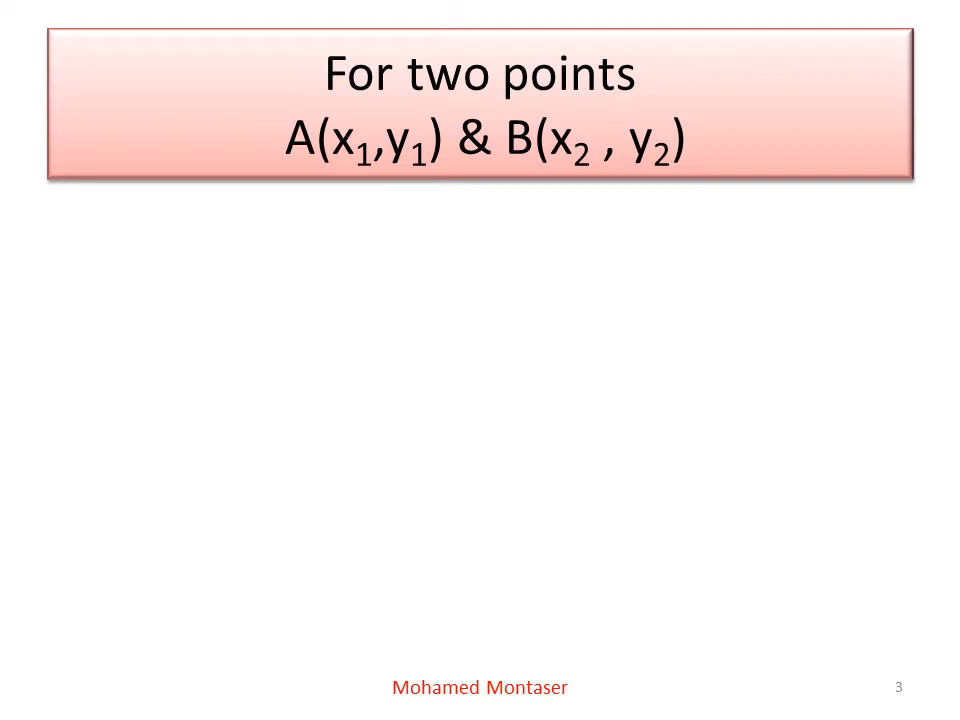 For two points
A(x₁,y₁) & B(x₂ , y₂)
Mohamed Montaser
3